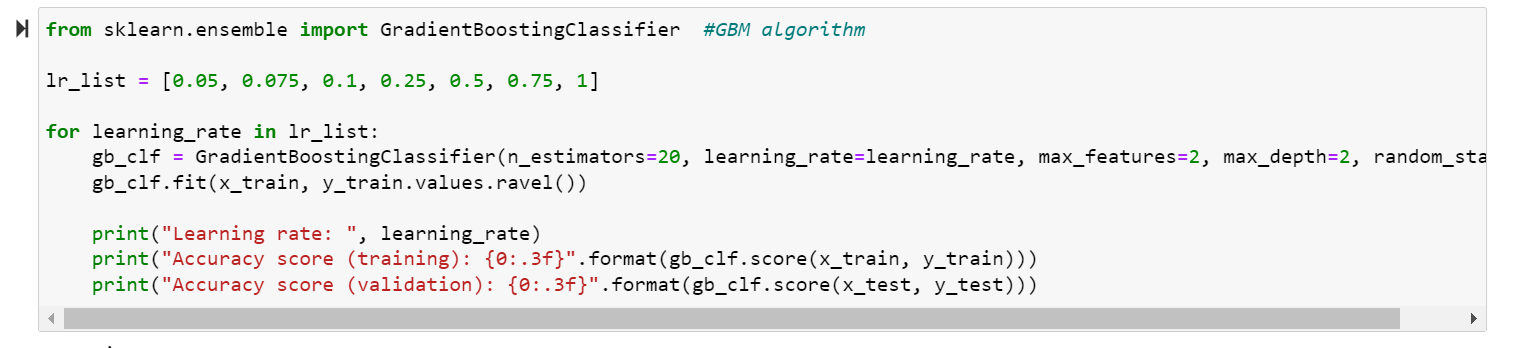 from sklearn.ensemble import GradientBoostingClassifier  #GBM algorithm
lr_list = [0.05, 0.075, 0.1, 0.25, 0.5, 0.75, 1]
for learning_rate in lr_list:
    gb_clf = GradientBoostingClassifier(n_estimators=20, learning_rate=learning_rate, max_features=2, max_depth=2, random_sta
    gb_clf.fit(x_train, y_train.values.ravel())
    print("Learning rate: ", learning_rate)
    print("Accuracy score (training): {0:.3f}".format(gb_clf.score(x_train, y_train)))
    print("Accuracy score (validation): {0:.3f}".format(gb_clf.score(x_test, y_test)))